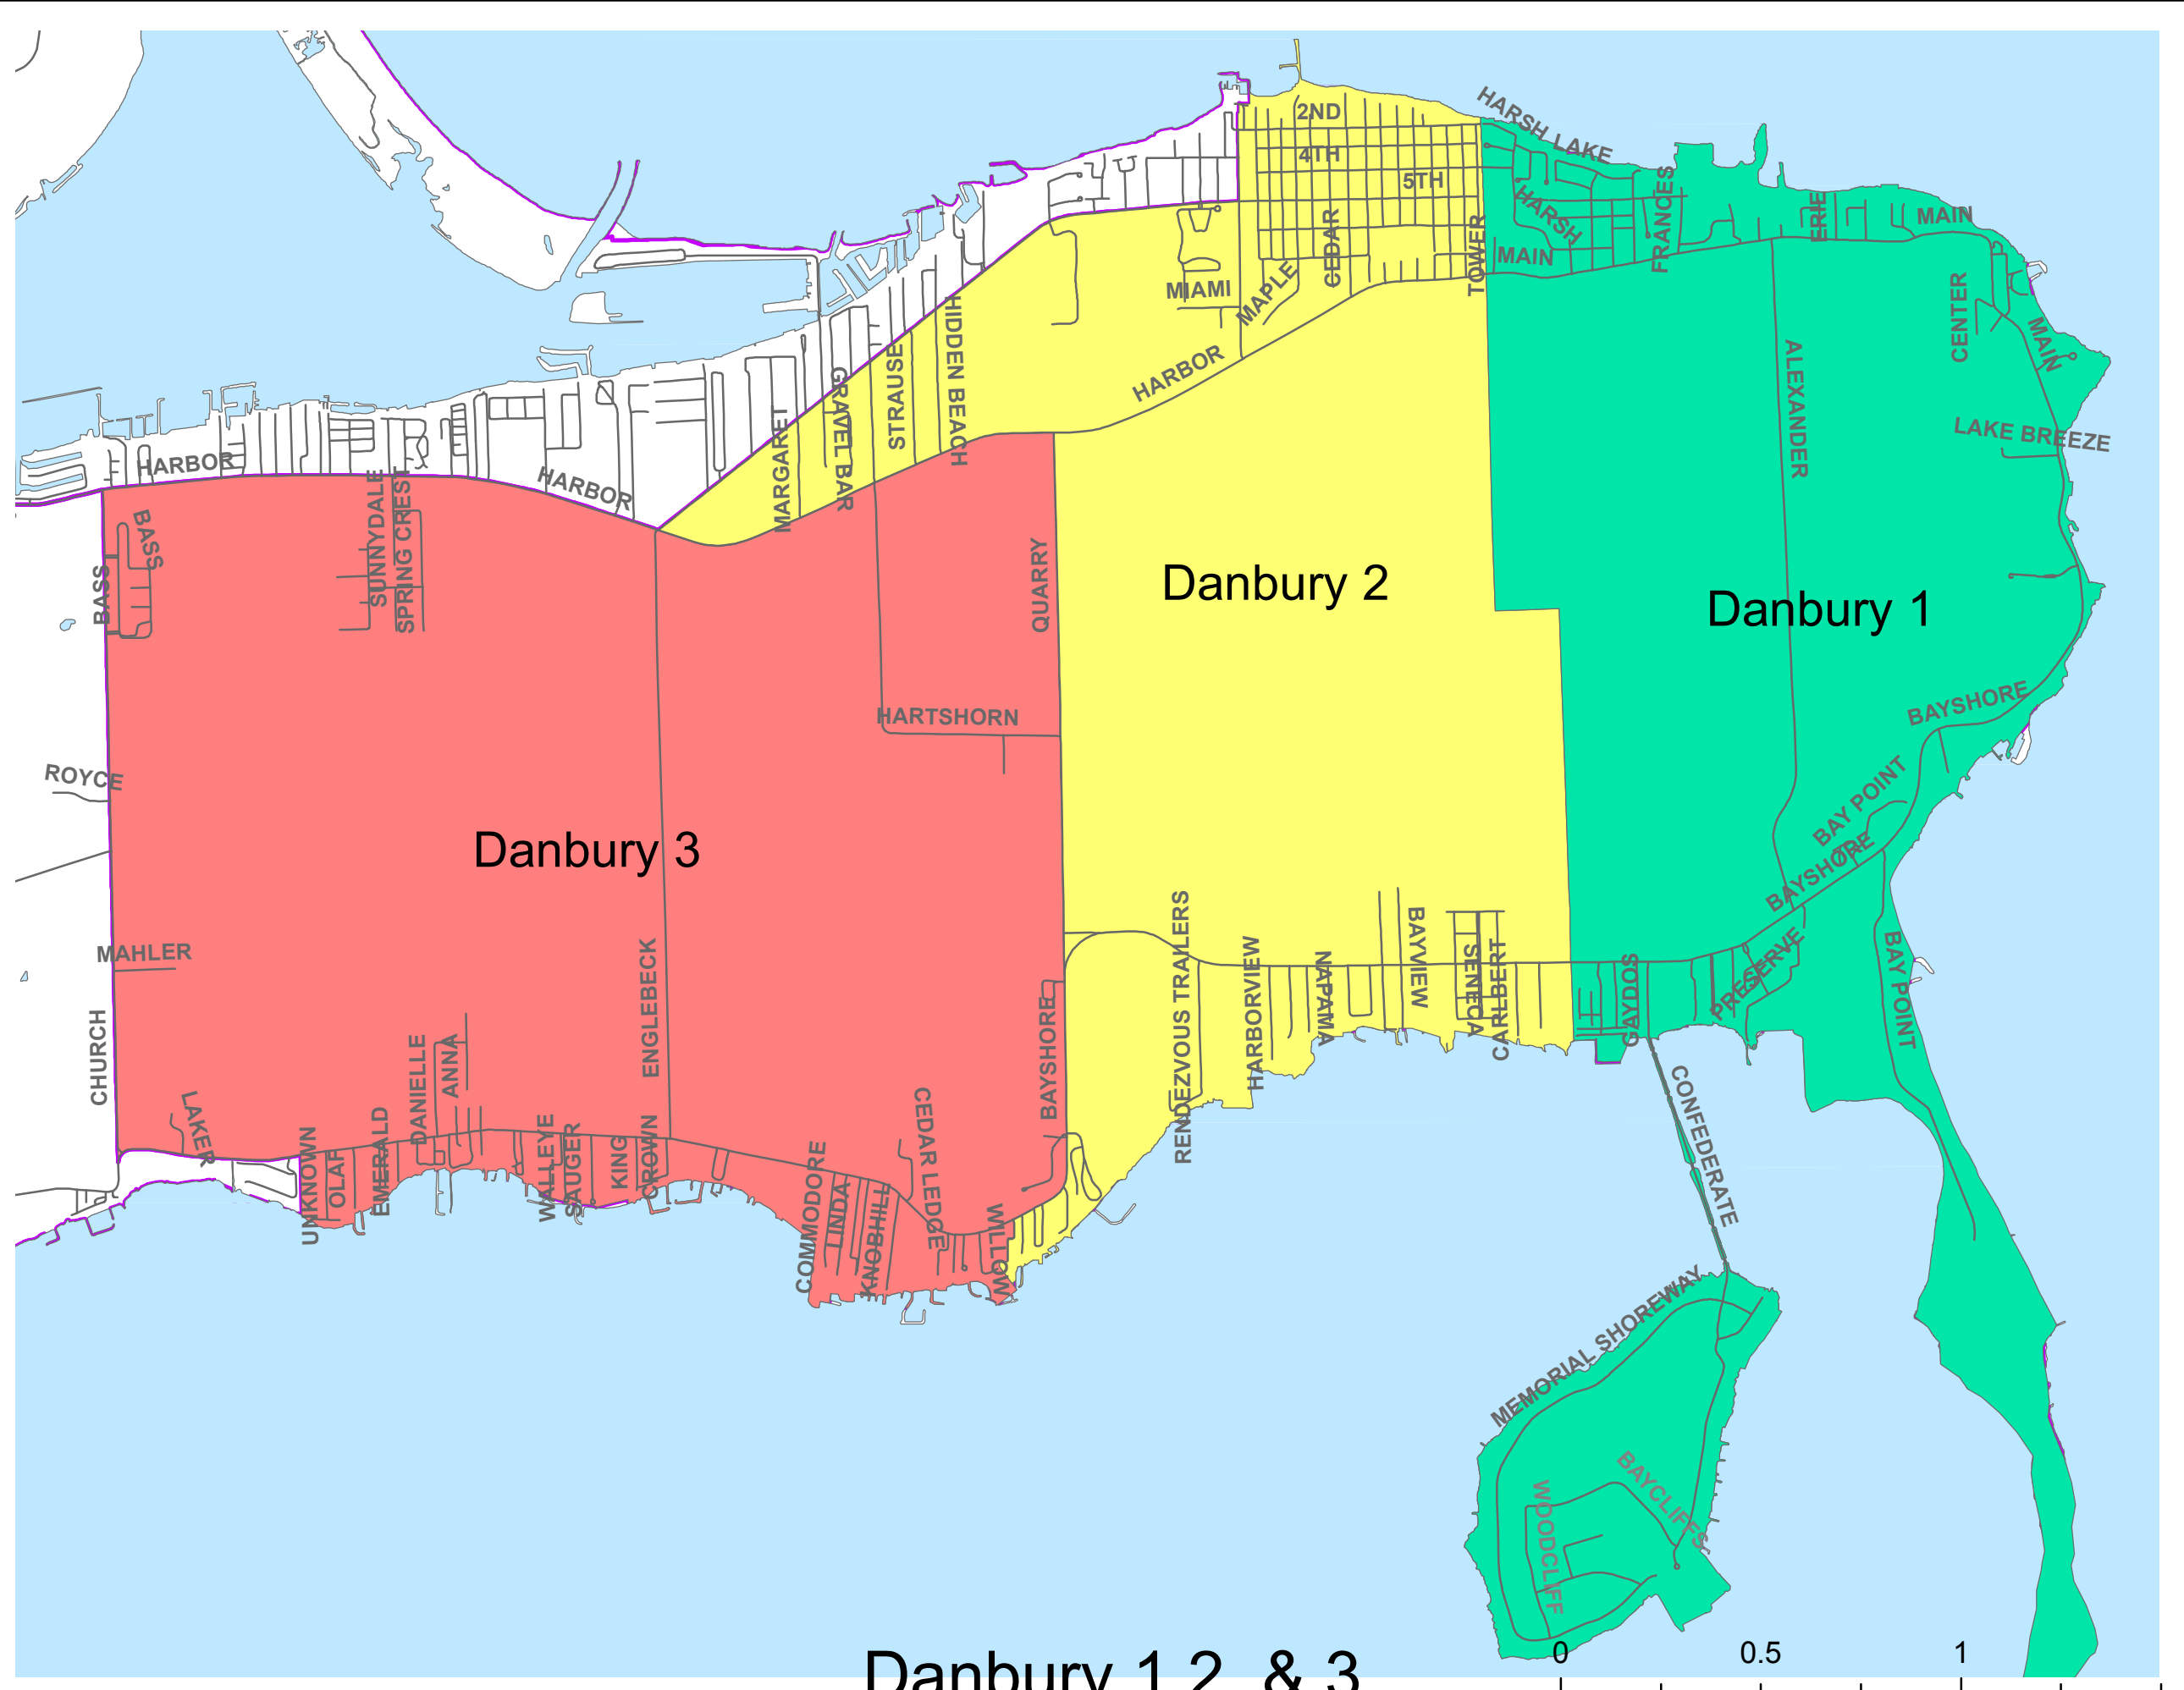 2ND
HARSH LAKE
4TH
5TH
HARSH
FRANCES
ERIE
MAIN
CEDAR
TOWER
MAIN
MIAMI
MAPLE
CENTER
MAIN
HIDDEN BEACH
STRAUSE
GRAVEL BAR
MARGARET
HARBOR
ALEXANDER
LAKE BREEZE
HARBOR
HARBOR
SUNNYDALE
SPRING CREST
BASS
BASS
QUARRY
Danbury 2
Danbury 1
HARTSHORN
BAYSHORE
ROYCE
BAY POINT
Danbury 3
BAYSHORE
MAHLER
ENGLEBECK
RENDEZVOUS TRAILERS
HARBORVIEW
NAPAMA
BAYVIEW
SENECA
CARLBERT
GAYDOS
PRESERVE
BAY POINT
CHURCH
BAYSHORE
DANIELLE
ANNA
LAKER
UNKNOWN
OLAF
EMERALD
WALLEYE
SAUGER
KING
CROWN
COMMODORE
LINDA
KNOBHILL
CEDAR LEDGE
WILLOW
CONFEDERATE
MEMORIAL SHOREWAY
BAYCLIFFS
WOODCLIFF
0 0.5 1
Danbury 1,2, & 3